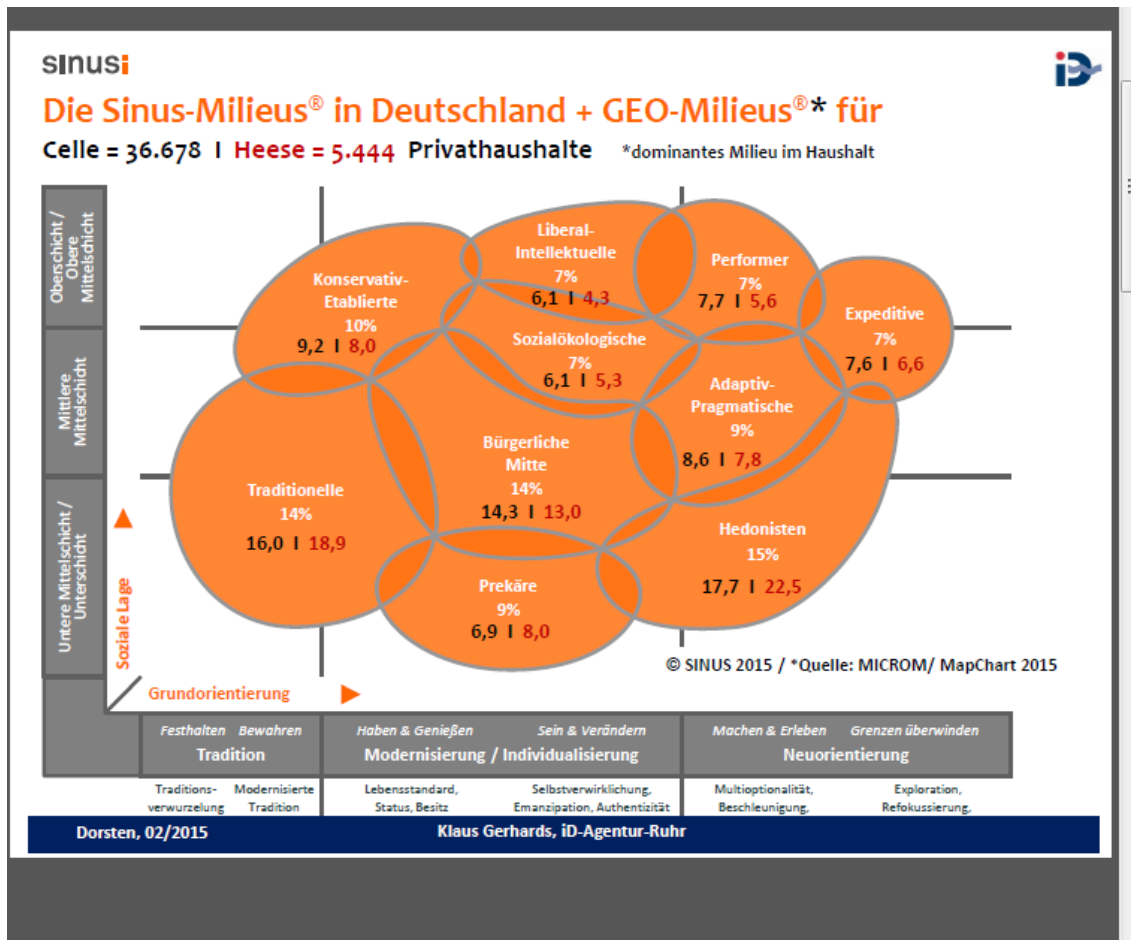 sinus:
iD
Die Sinus-Milieus® in Deutschland + GEO-Milieus®* für
Celle = 36.678 I Heese = 5.444 Privathaushalte *dominantes Milieu im Haushalt
Oberschicht /
Obere
Mittelschicht
Mittlere
Mittelschicht
Untere Mittelschicht /
Unterschicht
Soziale Lage
Konservativ-
Etablierte
10%
9,2 I 8,0
Liberal-
Intellektuelle
7%
6,1 I 4,3
Performer
7%
7,7 I 5,6
Expeditive
7%
7,6 I 6,6
Sozialökologische
7%
6,1 I 5,3
Adaptiv-
Pragmatische
9%
8,6 I 7,8
Bürgerliche
Mitte
14%
14,3 I 13,0
Traditionelle
14%
16,0 I 18,9
Hedonisten
15%
17,7 I 22,5
Prekäre
9%
6,9 I 8,0
© SINUS 2015 / *Quelle: MICROM/ MapChart 2015
Grundorientierung
Festhalten Bewahren
Tradition
Haben & Genießen Sein & Verändern
Modernisierung / Individualisierung
Machen & Erleben Grenzen überwinden
Neuorientierung
Traditions-
verwurzelung
Modernisierte
Tradition
Lebensstandard,
Status, Besitz
Selbstverwirklichung,
Emanzipation, Authentizität
Multioptionalität,
Beschleunigung,
Exploration,
Refokussierung,
Dorsten, 02/2015 Klaus Gerhards, iD-Agentur-Ruhr